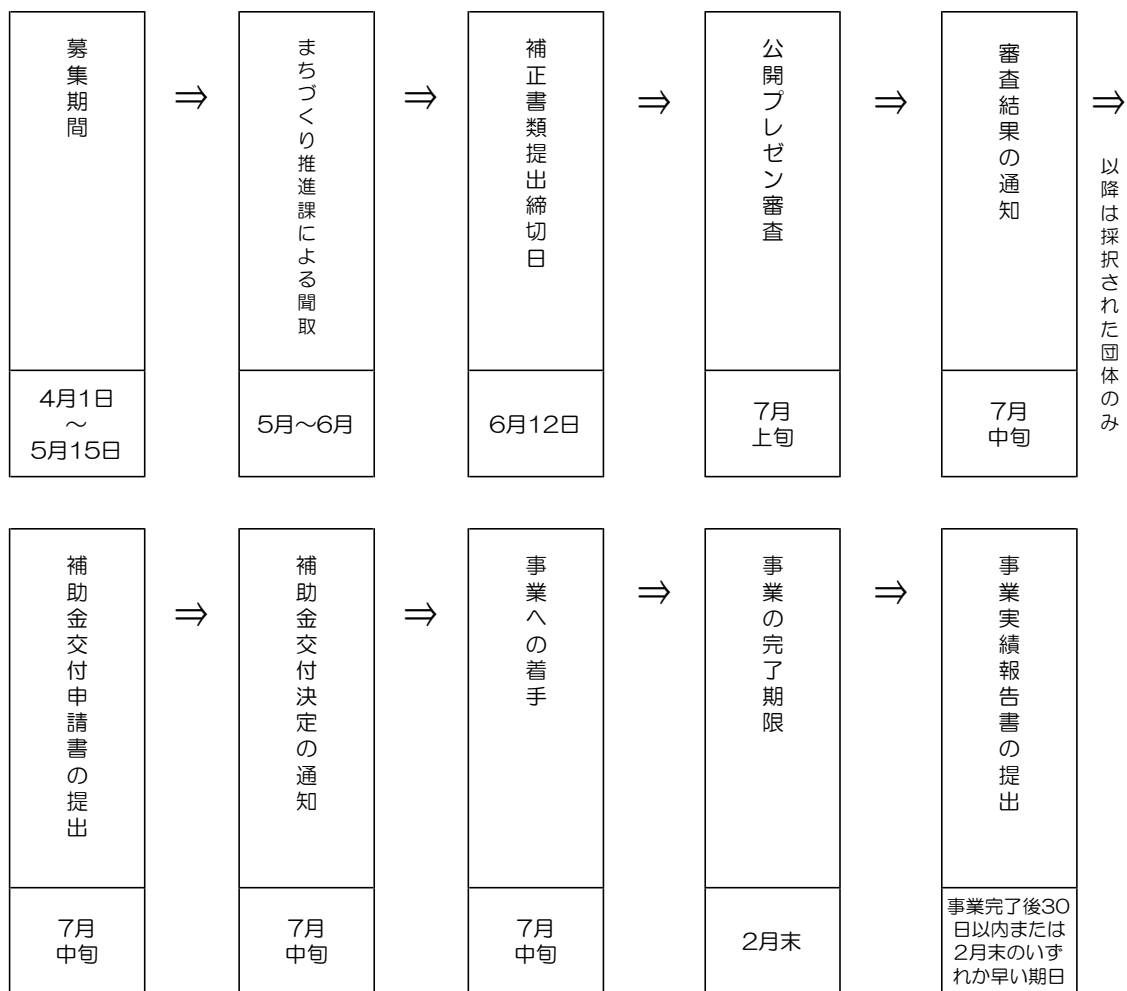 募集期間
4月1日
～
5月15日
⇒
まちづくり推進課による聞取
5月～6月
⇒
補正書類提出締切日
6月12日
⇒
公開プレゼン審査
7月
上旬
⇒
審査結果の通知
7月
中旬
⇒
以降は採択された団体のみ
補助金交付申請書の提出
7月
中旬
⇒
補助金交付決定の通知
7月
中旬
⇒
事業への着手
7月
中旬
⇒
事業の完了期限
2月末
⇒
事業実績報告書の提出
事業完了後30
日以内または
2月末のいず
れか早い期日